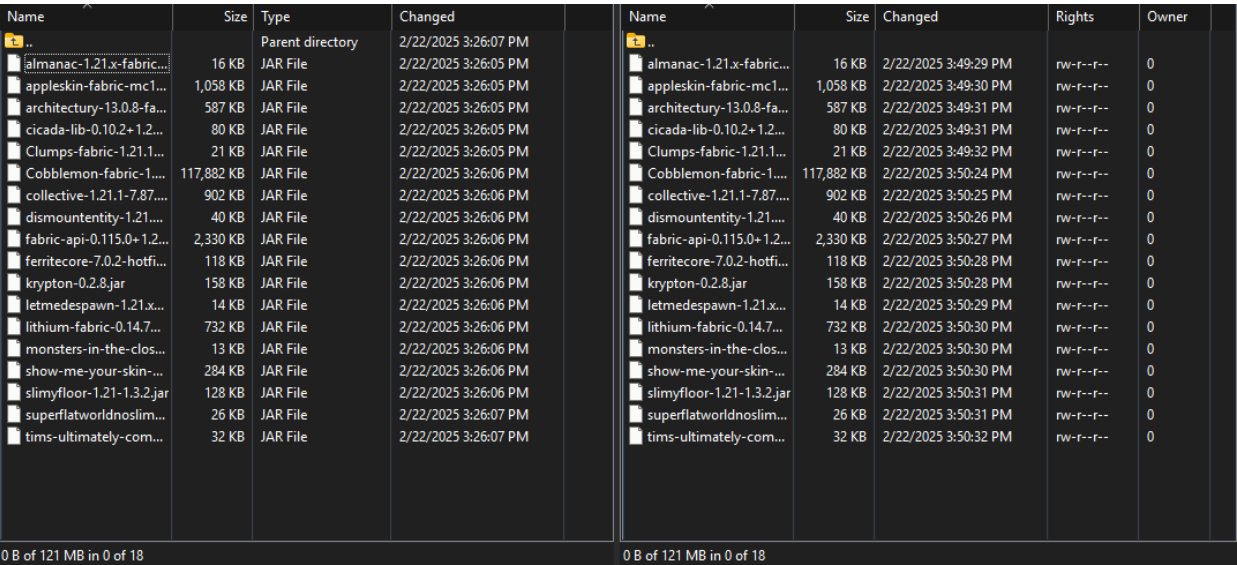 Name Size Type Changed Name Size Changed Rights Owner
.. Parent directory 2/22/2025 3:26:07 PM ..
almanac-1.21.x-fabric... 16 KB JAR File 2/22/2025 3:26:05 PM almanac-1.21.x-fabric... 16 KB 2/22/2025 3:49:29 PM rw-r--r-- 0
appleskin-fabric-mc1... 1,058 KB JAR File 2/22/2025 3:26:05 PM appleskin-fabric-mc1... 1,058 KB 2/22/2025 3:49:30 PM rw-r--r-- 0
architectury-13.0.8-fa... 587 KB JAR File 2/22/2025 3:26:05 PM architectury-13.0.8-fa... 587 KB 2/22/2025 3:49:31 PM rw-r--r-- 0
cicada-lib-0.10.2+1.2... 80 KB JAR File 2/22/2025 3:26:05 PM cicada-lib-0.10.2+1.2... 80 KB 2/22/2025 3:49:31 PM rw-r--r-- 0
Clumps-fabric-1.21.1... 21 KB JAR File 2/22/2025 3:26:05 PM Clumps-fabric-1.21.1... 21 KB 2/22/2025 3:49:32 PM rw-r--r-- 0
Cobblemon-fabric-1.... 117,882 KB JAR File 2/22/2025 3:26:06 PM Cobblemon-fabric-1.... 117,882 KB 2/22/2025 3:50:24 PM rw-r--r-- 0
collective-1.21.1-7.87.... 902 KB JAR File 2/22/2025 3:26:06 PM collective-1.21.1-7.87.... 902 KB 2/22/2025 3:50:25 PM rw-r--r-- 0
dismountentity-1.21.... 40 KB JAR File 2/22/2025 3:26:06 PM dismountentity-1.21.... 40 KB 2/22/2025 3:50:26 PM rw-r--r-- 0
fabric-api-0.115.0+1.2... 2,330 KB JAR File 2/22/2025 3:26:06 PM fabric-api-0.115.0+1.2... 2,330 KB 2/22/2025 3:50:27 PM rw-r--r-- 0
ferritecore-7.0.2-hotfi... 118 KB JAR File 2/22/2025 3:26:06 PM ferritecore-7.0.2-hotfi... 118 KB 2/22/2025 3:50:28 PM rw-r--r-- 0
krypton-0.2.8.jar 158 KB JAR File 2/22/2025 3:26:06 PM krypton-0.2.8.jar 158 KB 2/22/2025 3:50:28 PM rw-r--r-- 0
letmedespawn-1.21.x... 14 KB JAR File 2/22/2025 3:26:06 PM letmedespawn-1.21.x... 14 KB 2/22/2025 3:50:29 PM rw-r--r-- 0
lithium-fabric-0.14.7... 732 KB JAR File 2/22/2025 3:26:06 PM lithium-fabric-0.14.7... 732 KB 2/22/2025 3:50:30 PM rw-r--r-- 0
monsters-in-the-clos... 13 KB JAR File 2/22/2025 3:26:06 PM monsters-in-the-clos... 13 KB 2/22/2025 3:50:30 PM rw-r--r-- 0
show-me-your-skin-... 284 KB JAR File 2/22/2025 3:26:06 PM show-me-your-skin-... 284 KB 2/22/2025 3:50:30 PM rw-r--r-- 0
slimyfloor-1.21-1.3.2.jar 128 KB JAR File 2/22/2025 3:26:06 PM slimyfloor-1.21-1.3.2.jar 128 KB 2/22/2025 3:50:31 PM rw-r--r-- 0
superflatworldnoslim... 26 KB JAR File 2/22/2025 3:26:07 PM superflatworldnoslim... 26 KB 2/22/2025 3:50:31 PM rw-r--r-- 0
tims-ultimately-com... 32 KB JAR File 2/22/2025 3:26:07 PM tims-ultimately-com... 32 KB 2/22/2025 3:50:32 PM rw-r--r-- 0
0 B of 121 MB in 0 of 18 0 B of 121 MB in 0 of 18